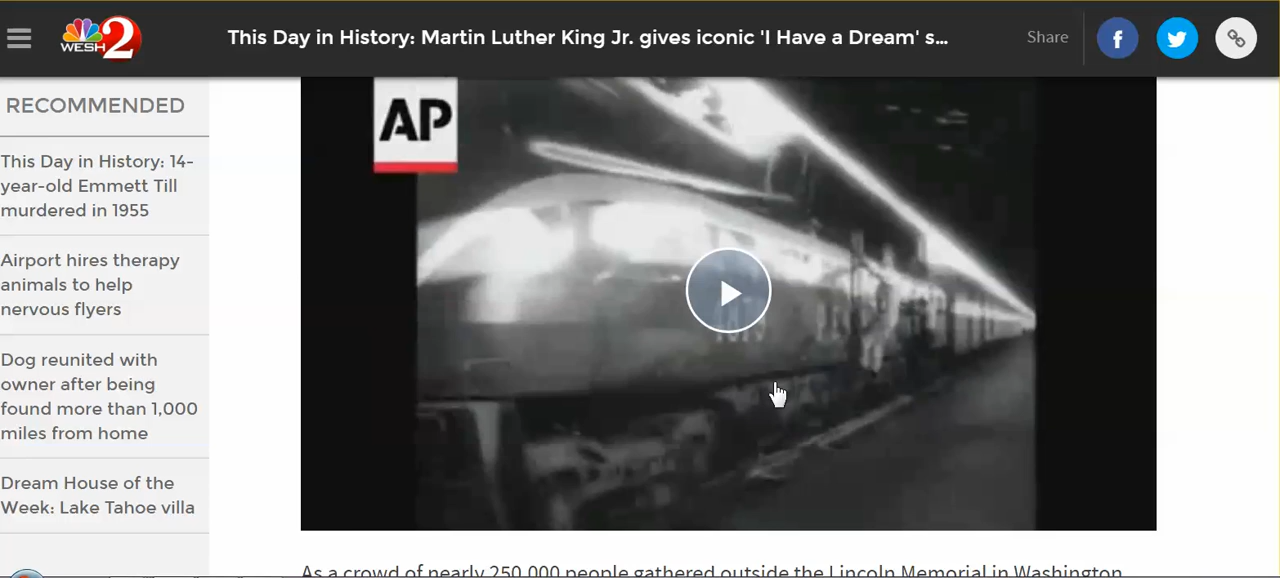 WESH 2
This Day in History: Martin Luther King Jr. gives iconic 'I Have a Dream' s...
Share
RECOMMENDED
This Day in History: 14-
year-old Emmett Till
murdered in 1955
Airport hires therapy
animals to help
nervous flyers
Dog reunited with
owner after being
found more than 1,000
miles from home
Dream House of the
Week: Lake Tahoe villa
AP
As a crowd of nearly 250,000 people gathered outside the Lincoln Memorial in Washington,